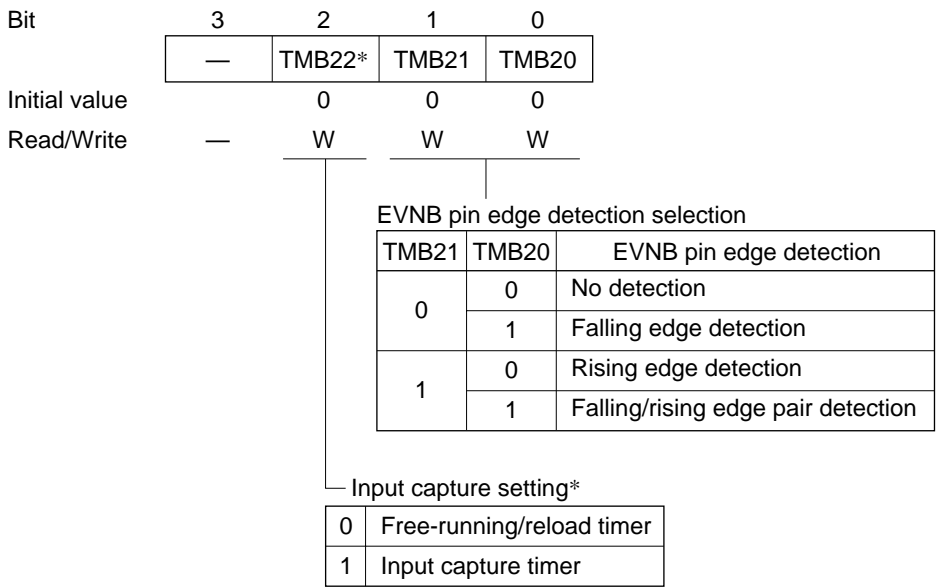 Bit 3 2 1 0
— TMB22* TMB21 TMB20
Initial value 0 0 0
Read/Write — W W W
EVNB pin edge detection selection
TMB21 TMB20 EVNB pin edge detection
0 0 No detection
1 Falling edge detection
1 0 Rising edge detection
1 Falling/rising edge pair detection
Input capture setting*
0 Free-running/reload timer
1 Input capture timer